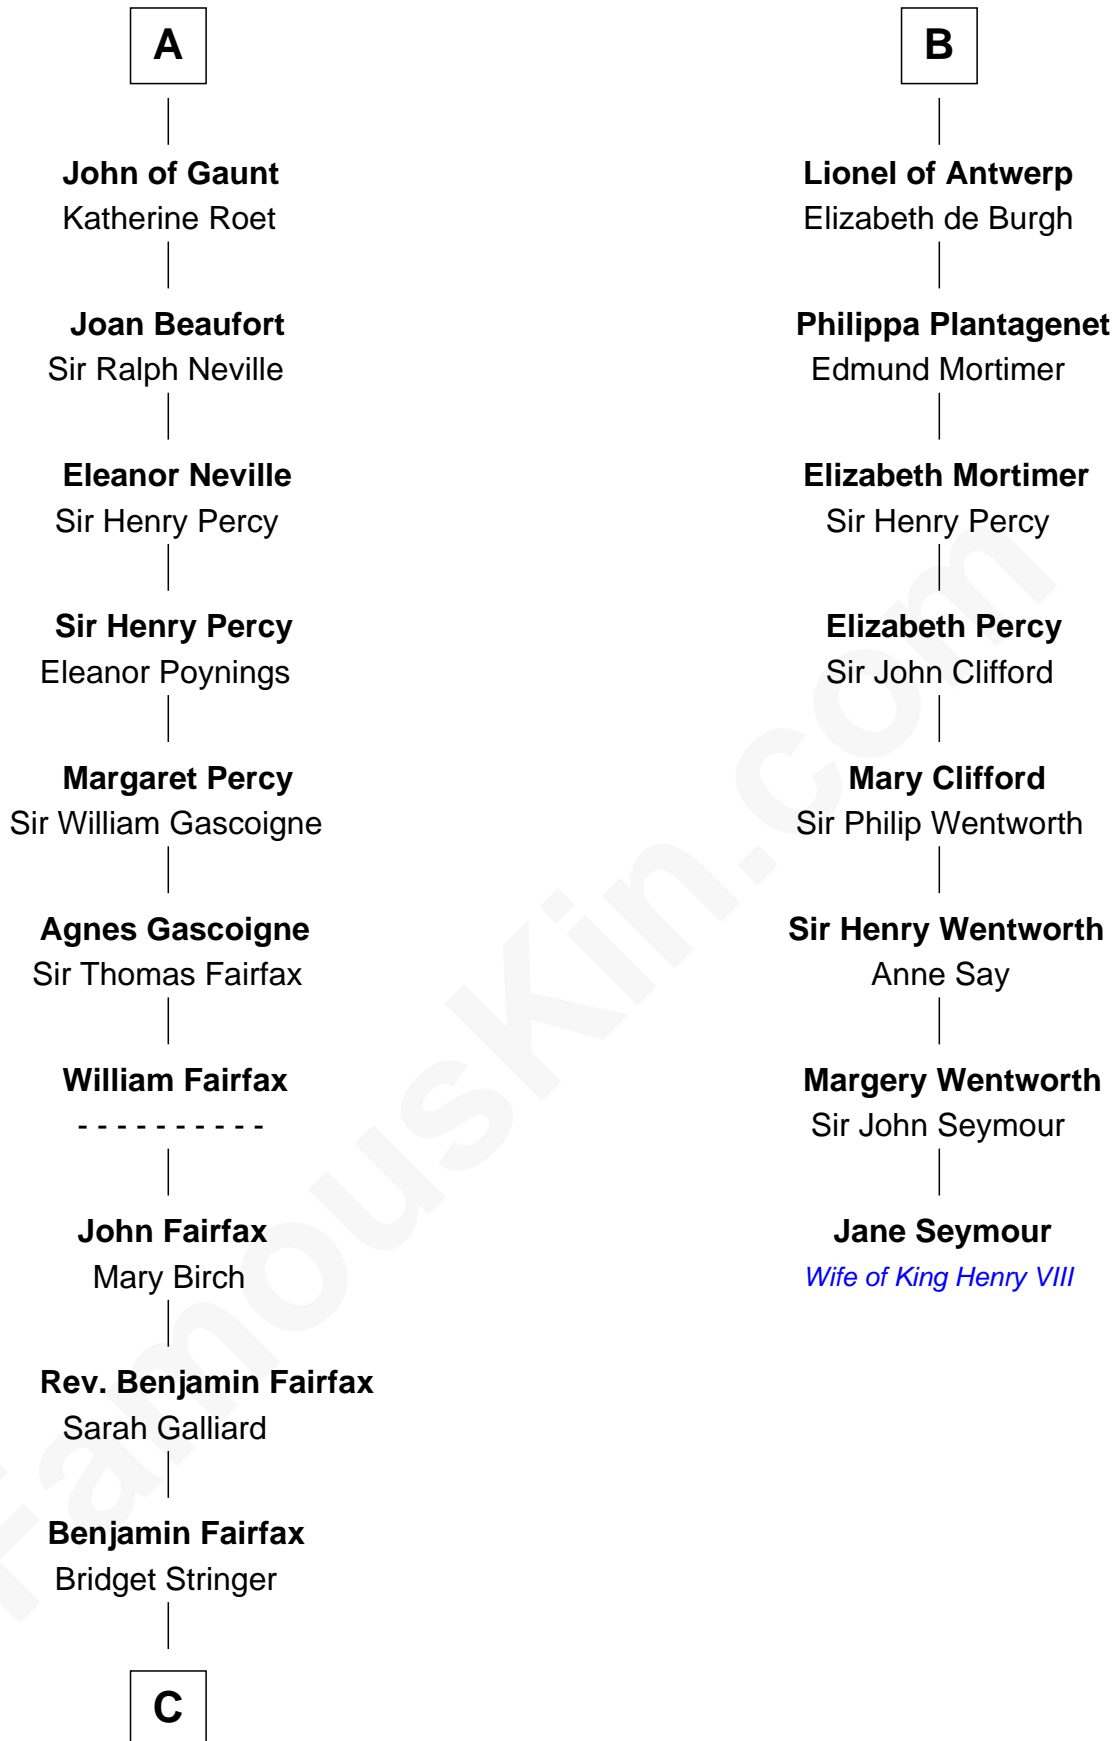 A
John of Gaunt
Katherine Roet
Joan Beaufort
Sir Ralph Neville
Eleanor Neville
Sir Henry Percy
Sir Henry Percy
Eleanor Poynings
Margaret Percy
Sir William Gascoigne
Agnes Gascoigne
Sir Thomas Fairfax
William Fairfax
- - - - - - - - - -
John Fairfax
Mary Birch
Rev. Benjamin Fairfax
Sarah Galliard
Benjamin Fairfax
Bridget Stringer
C
B
Lionel of Antwerp
Elizabeth de Burgh
Philippa Plantagenet
Edmund Mortimer
Elizabeth Mortimer
Sir Henry Percy
Elizabeth Percy
Sir John Clifford
Mary Clifford
Sir Philip Wentworth
Sir Henry Wentworth
Anne Say
Margery Wentworth
Sir John Seymour
Jane Seymour
Wife of King Henry VIII
FamousKin.com